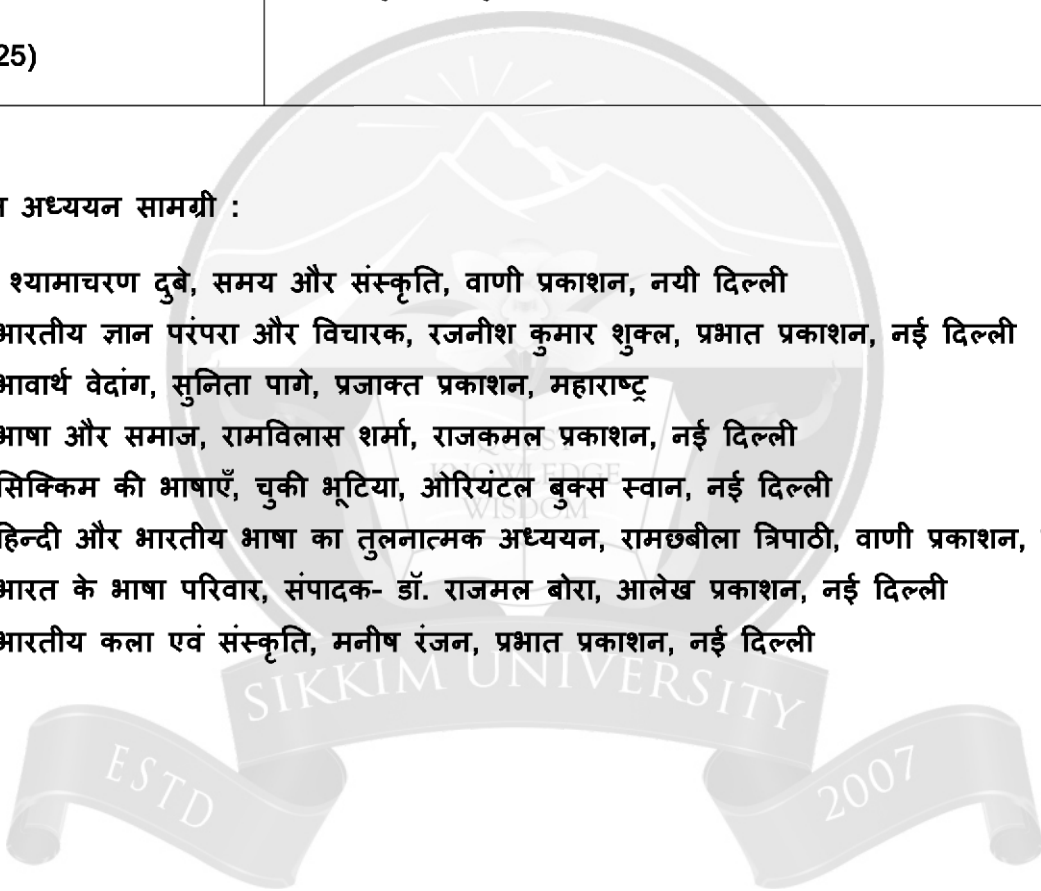 25)
अध्ययन सामग्री :
श्यामाचरण दुबे, समय और संस्कृति, वाणी प्रकाशन, नयी दिल्ली
भारतीय ज्ञान परंपरा और विचारक, रजनीश कुमार शुक्ल, प्रभात प्रकाशन, नई दिल्ली
भावार्थ वेदांग, सुनिता पागे, प्रजाक्त प्रकाशन, महाराष्ट्र
भाषा और समाज, रामविलास शर्मा, राजकमल प्रकाशन, नई दिल्ली
सिक्किम की भाषाएँ, चुकी भूटिया, ओरियंटल बुक्स स्वान, नई दिल्ली
हिन्दी और भारतीय भाषा का तुलनात्मक अध्ययन, रामछबीला त्रिपाठी, वाणी प्रकाशन,
भारत के भाषा परिवार, संपादक- डॉ. राजमल बोरा, आलेख प्रकाशन, नई दिल्ली
भारतीय कला एवं संस्कृति, मनीष रंजन, प्रभात प्रकाशन, नई दिल्ली
QUEST
KNOWLEDGE
WISDOM
SIKKIM UNIVERSITY
ESTD 2007